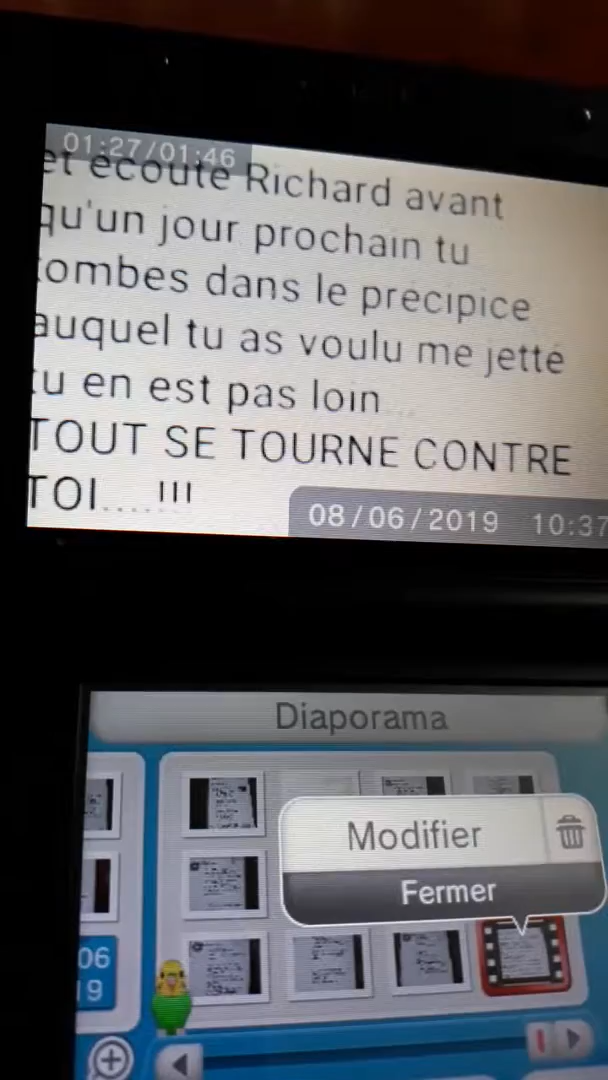 01:27/01:46
et ecoute Richard avant
qu'un jour prochain tu
tombes dans le precipice
auquel tu as voulu me jetté
tu en est pas loin...
TOUT SE TOURNE CONTRE
TOI.... !!!
08/06/2019 10:37
Diaporama
Modifier
Fermer
06
19